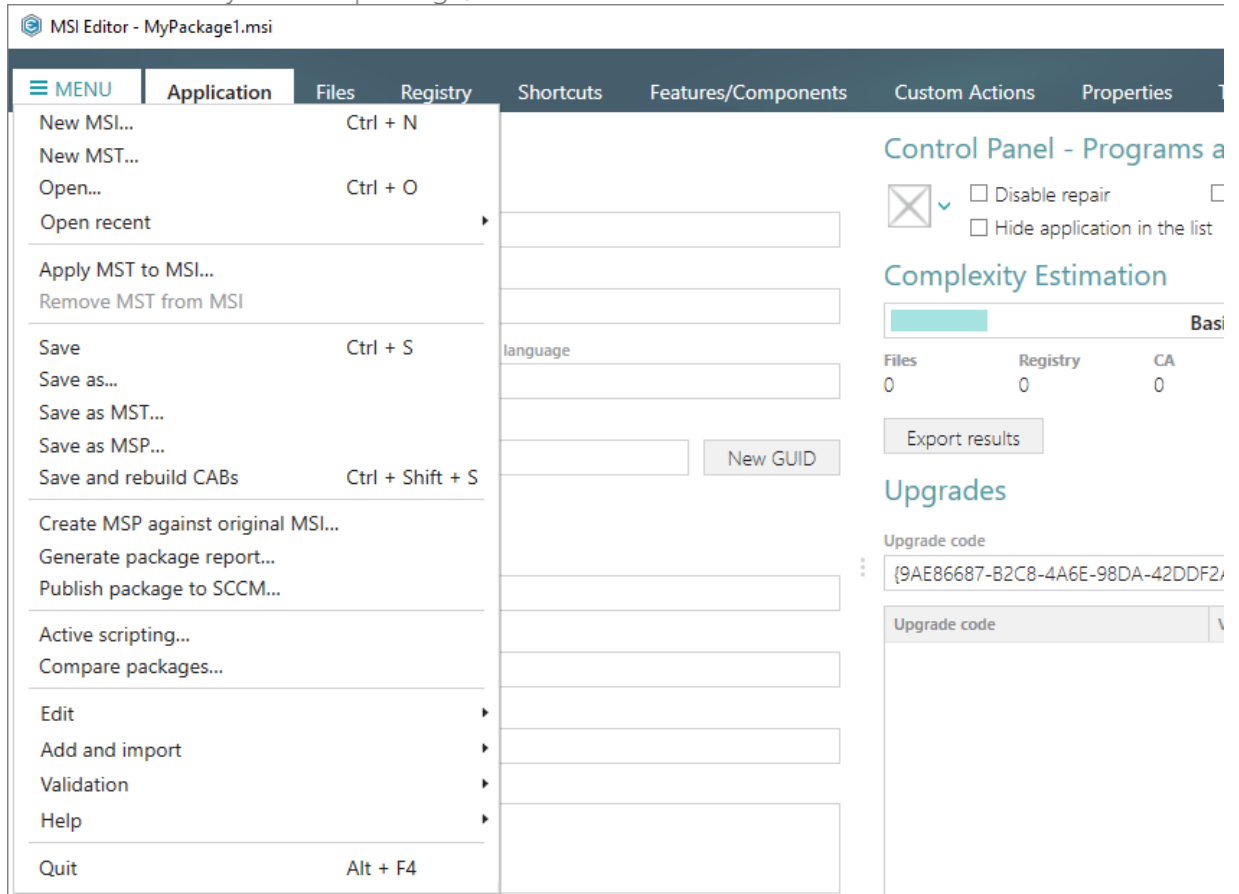 MSI Editor - MyPackage1.msi
MENU Application Files Registry Shortcuts Features/Components Custom Actions Properties
New MSI... Ctrl + N
New MST...
Open... Ctrl + O
Open recent
Apply MST to MSI...
Remove MST from MSI
Save Ctrl + S
Save as...
Save as MST...
Save as MSP...
Save and rebuild CABs Ctrl + Shift + S
Create MSP against original MSI...
Generate package report...
Publish package to SCCM...
Active scripting...
Compare packages...
Edit
Add and import
Validation
Help
Quit Alt + F4
language
New GUID
Control Panel - Programs a
Disable repair
Hide application in the list
Complexity Estimation
Basi
Files Registry CA
0 0 0
Export results
Upgrades
Upgrade code
{9AE86687-B2C8-4A6E-98DA-42DDF2A
Upgrade code